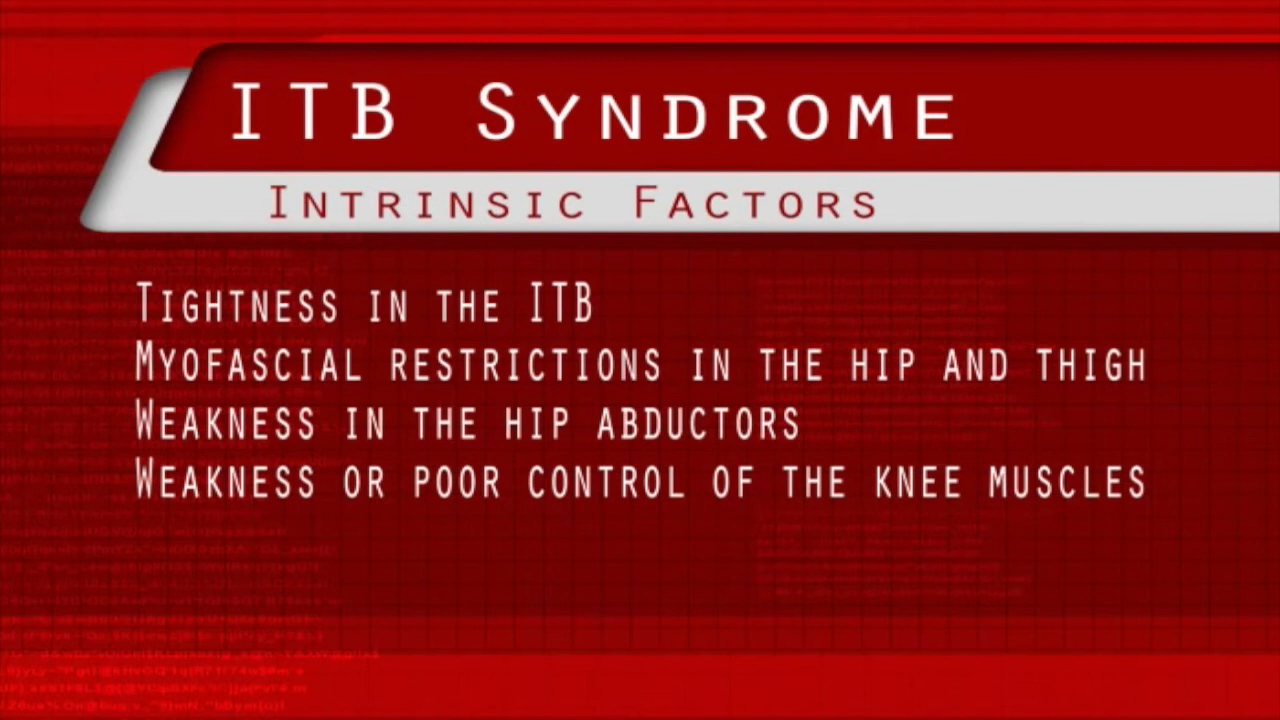 ITB Syndrome
Intrinsic Factors
Tightness in the ITB
Myofascial restrictions in the hip and thigh
Weakness in the hip abductors
Weakness or poor control of the knee muscles